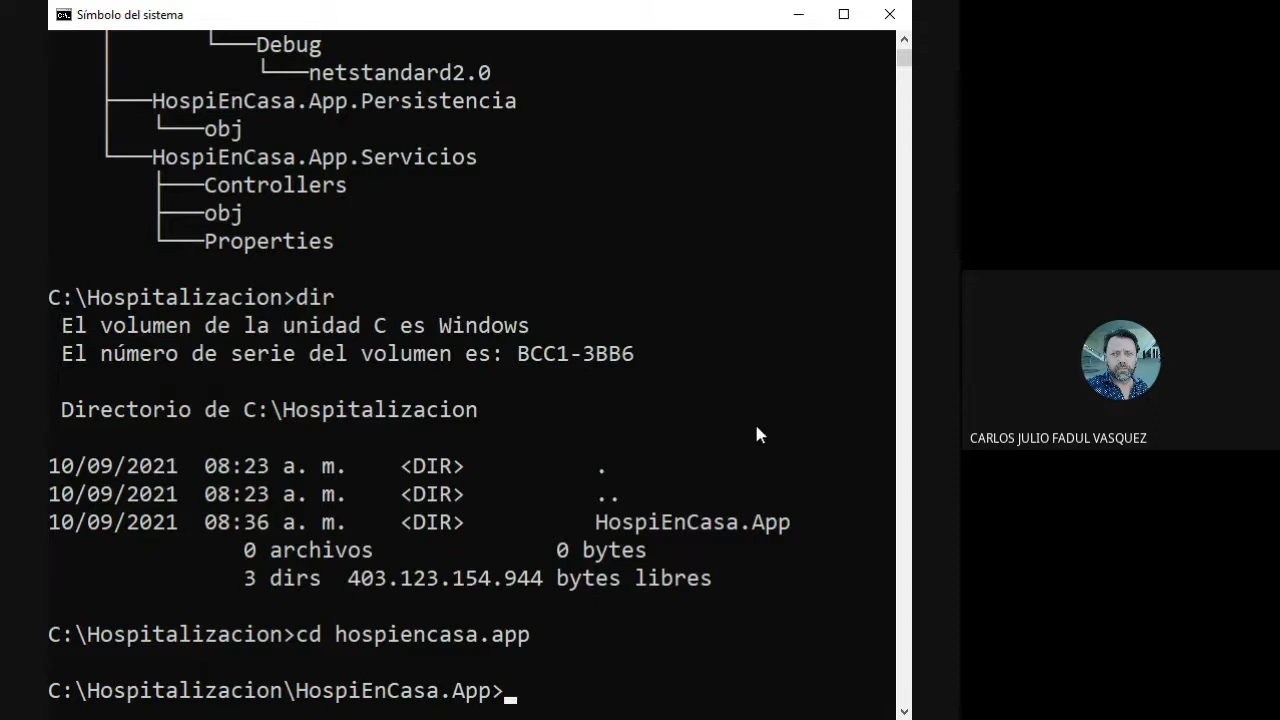 Símbolo del sistema
Debug
netstandard2.0
HospiEnCasa.App.Persistencia
obj
HospiEnCasa.App.Servicios
Controllers
obj
Properties
C:\Hospitalizacion>dir
El volumen de la unidad C es Windows
El número de serie del volumen es: BCC1-3BB6
Directorio de C:\Hospitalizacion
10/09/2021 08:23 a. m. <DIR> .
10/09/2021 08:23 a. m. <DIR> ..
10/09/2021 08:36 a. m. <DIR> HospiEnCasa.App
0 archivos 0 bytes
3 dirs 403.123.154.944 bytes libres
C:\Hospitalizacion>cd hospiencasa.app
C:\Hospitalizacion\HospiEnCasa.App>
CARLOS JULIO FADUL VASQUEZ